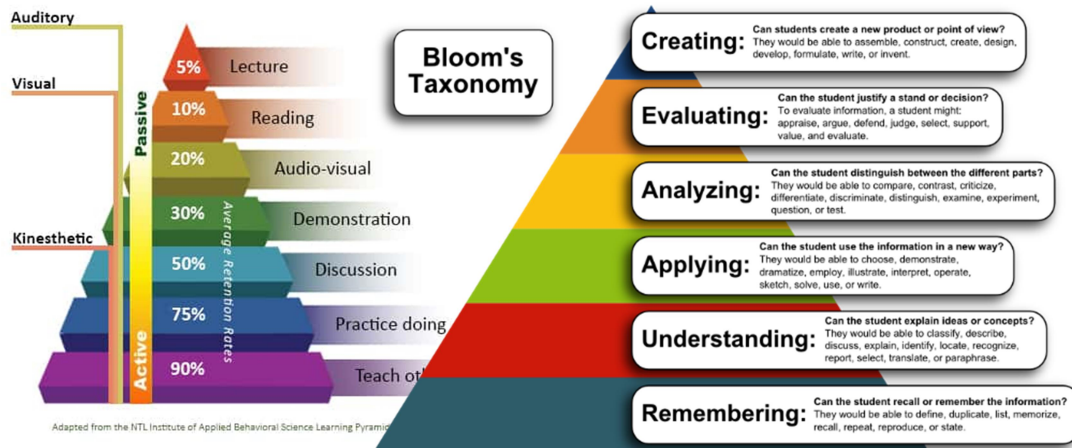 Auditory
Visual
Kinesthetic
Passive
Active
5%
Lecture
10%
Reading
20%
Audio-visual
30%
Demonstration
50%
Discussion
75%
Practice doing
90%
Teach
Average Retention Rates
Adapted from the NTL Institute of Applied Behavioral Science Learning Pyramid
Bloom's
Taxonomy
Creating:
Can students create a new product or point of view?
They would be able to assemble, construct, create, design,
develop, formulate, write, or invent.
Evaluating:
Can the student justify a stand or decision?
To evaluate information, a student might:
appraise, argue, defend, judge, select, support,
value, and evaluate.
Analyzing:
Can the student distinguish between the different parts?
They would be able to compare, contrast, criticize,
differentiate, discriminate, distinguish, examine, experiment,
question, or test.
Applying:
Can the student use the information in a new way?
They would be able to choose, demonstrate,
dramatize, employ, illustrate, interpret, operate,
sketch, solve, use, or write.
Understanding:
Can the student explain ideas or concepts?
They would be able to classify, describe,
discuss, explain, identify, locate, recognize,
report, select, translate, or paraphrase.
Remembering:
Can the student recall or remember the information?
They would be able to define, duplicate, list, memorize,
recall, repeat, reproduce, or state.